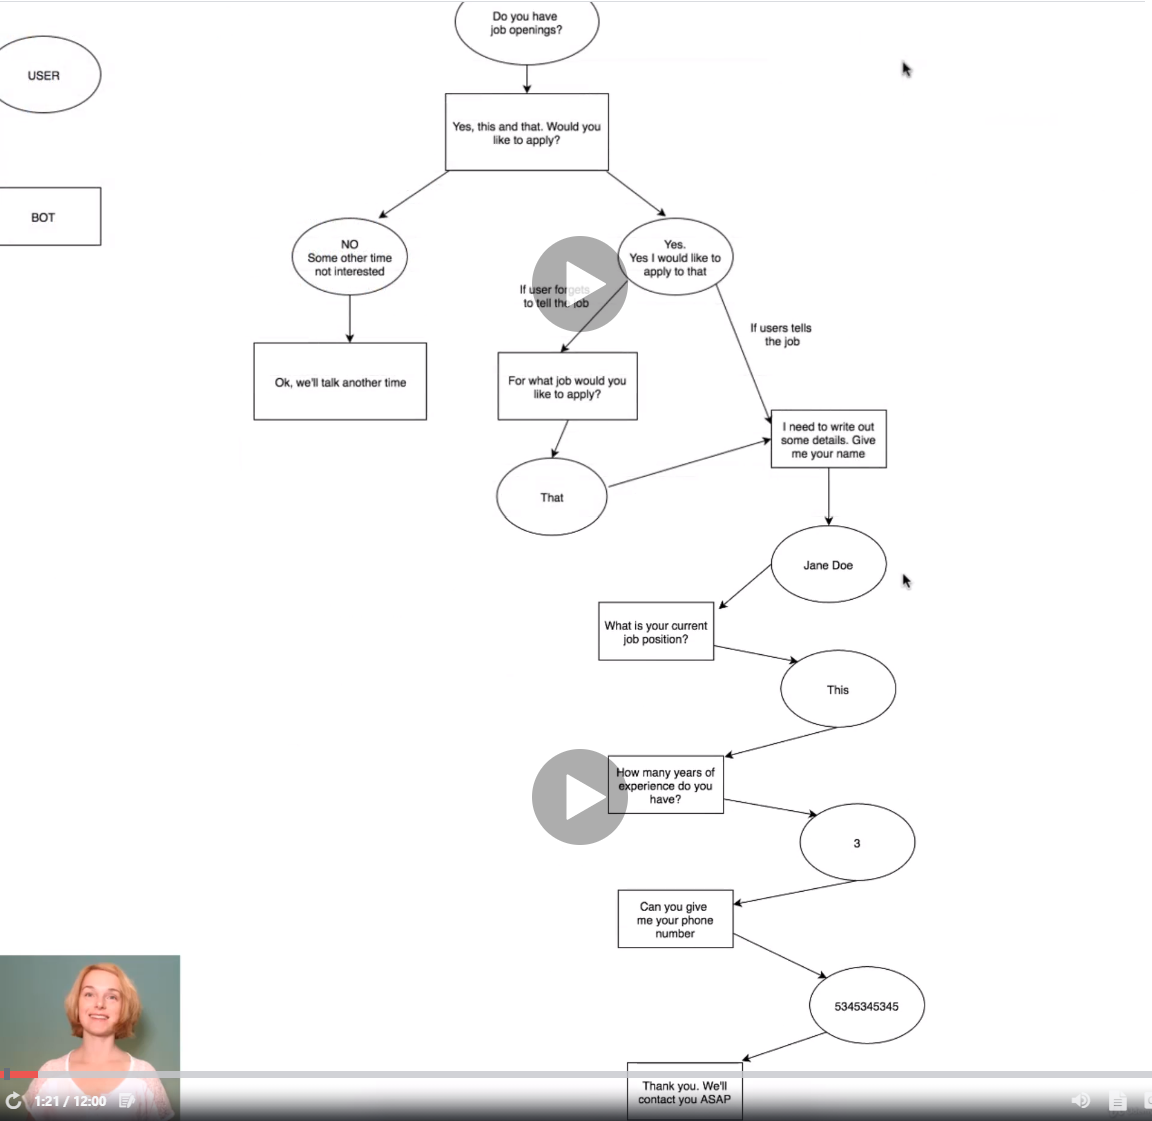 Do you have
job openings?
USER
Yes, this and that. Would you
like to apply?
BOT
NO
Some other time
not interested
Yes.
Yes I would like to
apply to that
If user forgets
to tell the job
If users tells
the job
Ok, we'll talk another time
For what job would you
like to apply?
I need to write out
some details. Give
me your name
That
Jane Doe
What is your current
job position?
This
How many years of
experience do you
have?
3
Can you give
me your phone
number
5345345345
Thank you. We'll
contact you ASAP
1:21 / 12:00